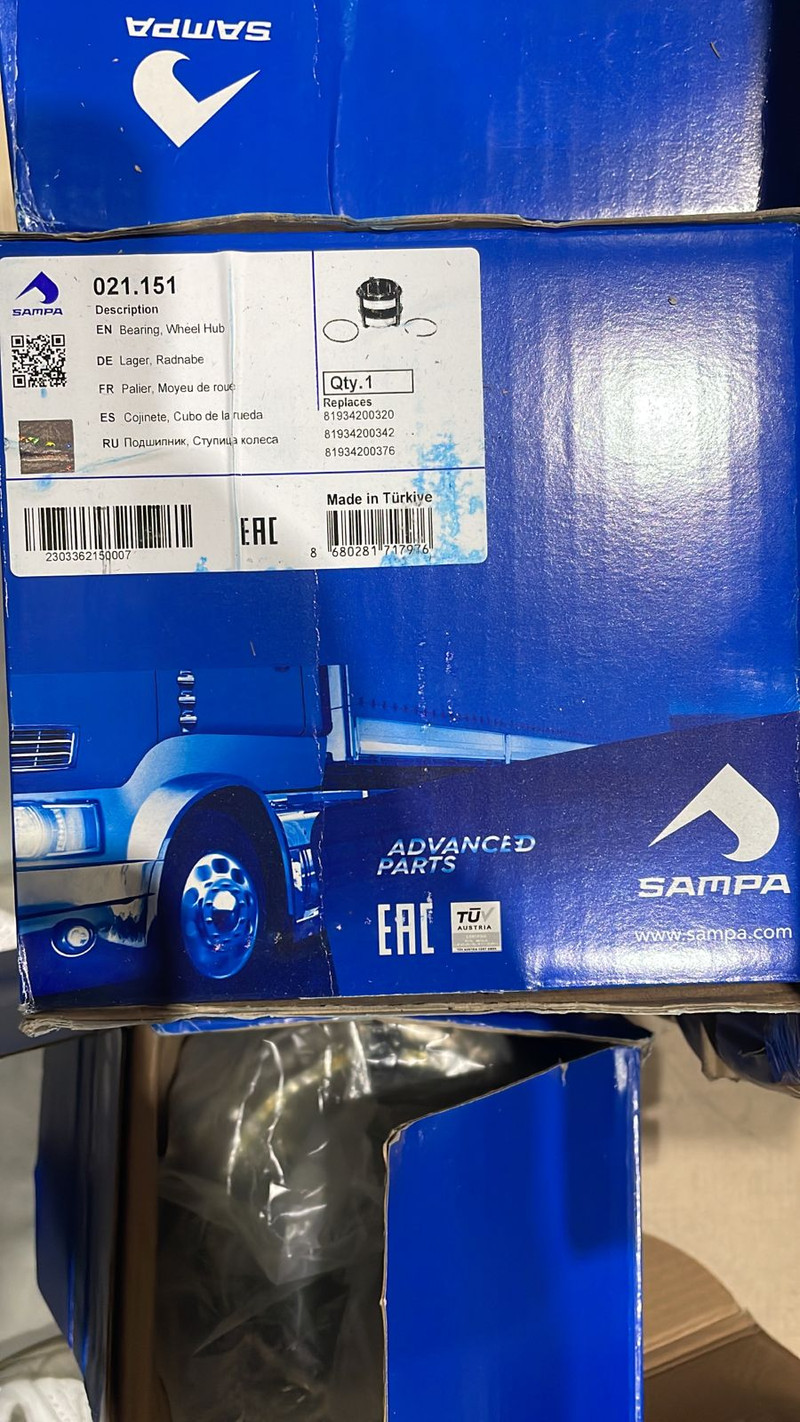 SAMPA
SAMPA
021.151
Description
EN Bearing, Wheel Hub
DE Lager, Radnabe
FR Palier, Moyeu de roue
ES Cojinete, Cubo de la rueda
RU Подшипник, Ступица колеса
Qty.1
Replaces
81934200320
81934200342
81934200376
Made in Türkiye
2303362150007
EAC
8 680281 717976
ADVANCED
PARTS
EAC
TÜV
AUSTRIA
SAMPA
www.sampa.com